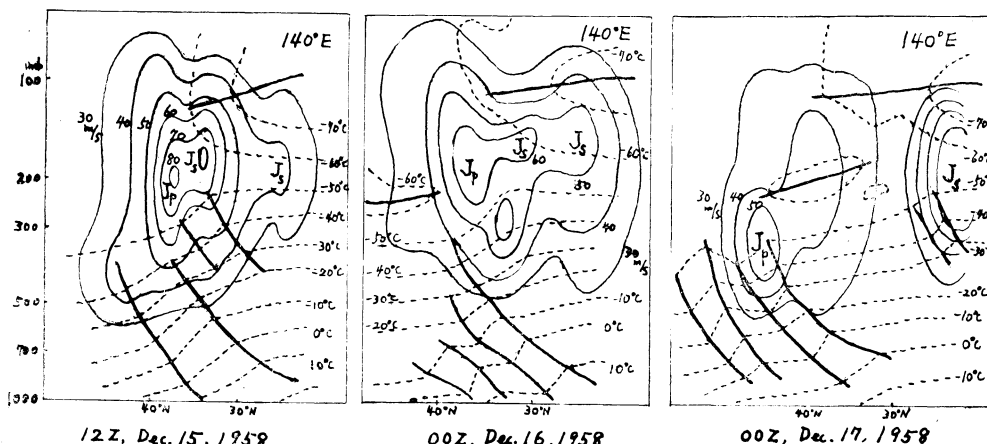 140°E
mb
100
200
300
500
700
1020
30 m/s
40
50
60
70
80
Jp
Js
Js
-70°C
-60°C
-50°C
-40°C
-30°C
-20°C
-10°C
0°C
10°C
40°N
30°N
12Z, Dec. 15, 1958
140°E
-70°C
-60°C
Jp
Js
60
Js
50
40
30 m/s
-60°C
50°C
40°C
30°C
20°C
-10°C
0°C
10°C
40°N
30°N
00Z, Dec. 16, 1958
140°E
30 m/s
40
50
Jp
Js
-70
-60°
-50°
-40
-30
-20°C
-10°C
0°C
-10°C
40°N
30°N
00Z, Dec. 17, 1958